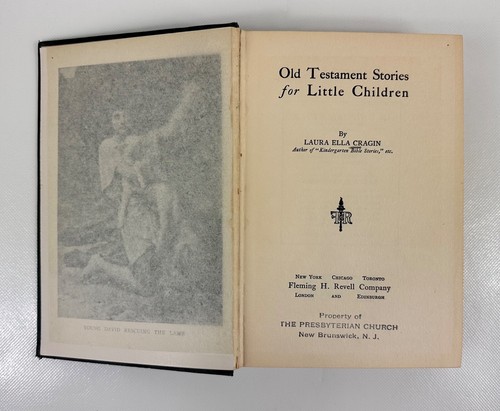 YOUNG DAVID RESCUING THE LAMB
Old Testament Stories
for Little Children
By
LAURA ELLA CRAGIN
Author of "Kindergarten Bible Stories," etc.
NEW YORK CHICAGO TORONTO
Fleming H. Revell Company
LONDON AND EDINBURGH
Property of
THE PRESBYTERIAN CHURCH
New Brunswick, N. J.